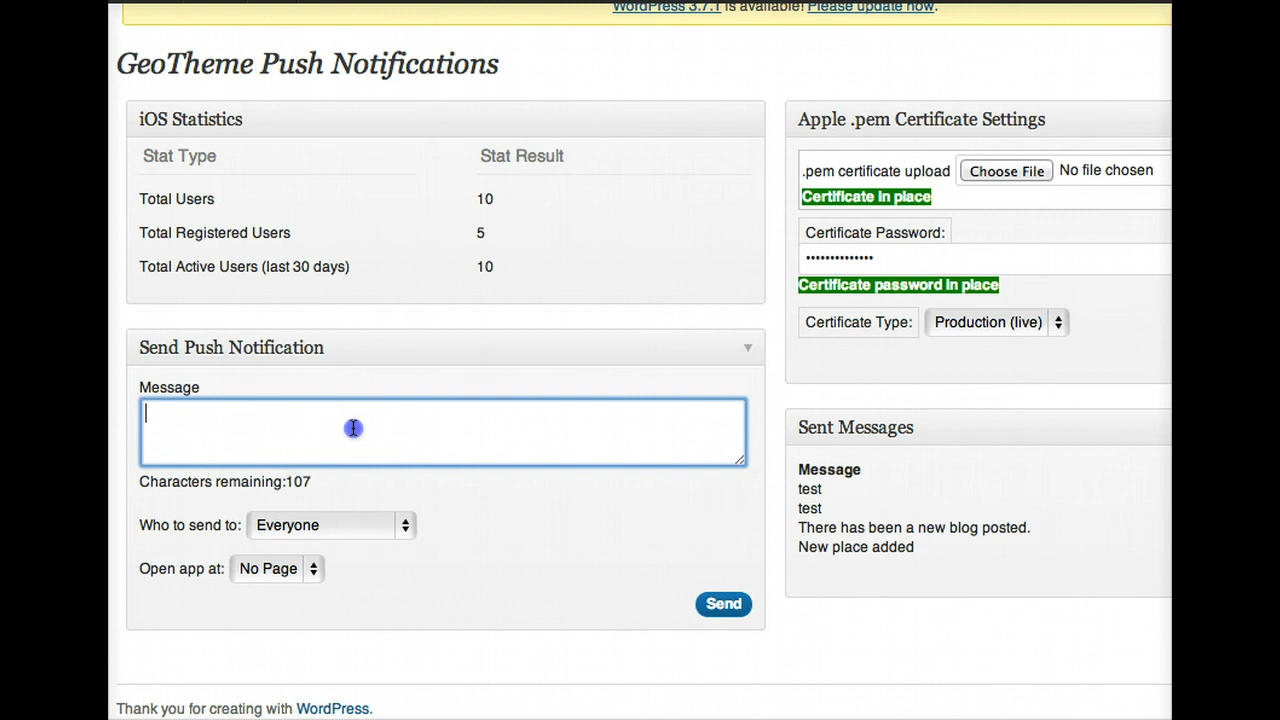 WordPress 3.7.1 is available! Please update now.
GeoTheme Push Notifications
iOS Statistics
Stat Type Stat Result
Total Users 10
Total Registered Users 5
Total Active Users (last 30 days) 10
Send Push Notification
Message
Characters remaining:107
Who to send to: Everyone
Open app at: No Page
Send
Apple .pem Certificate Settings
.pem certificate upload Choose File No file chosen
Certificate in place
Certificate Password:
••••••••••••••
Certificate password in place
Certificate Type: Production (live)
Sent Messages
Message
test
test
There has been a new blog posted.
New place added
Thank you for creating with WordPress.